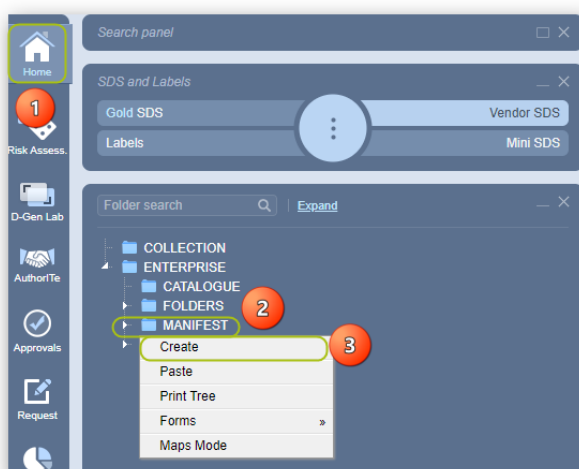 Search panel
Home
SDS and Labels
1
Gold SDS
Vendor SDS
Labels
Mini SDS
Risk Assess.
Folder search
Expand
D-Gen Lab
COLLECTION
ENTERPRISE
AuthorITe
CATALOGUE
FOLDERS
2
MANIFEST
Create
3
Approvals
Paste
Print Tree
Request
Forms »
Maps Mode